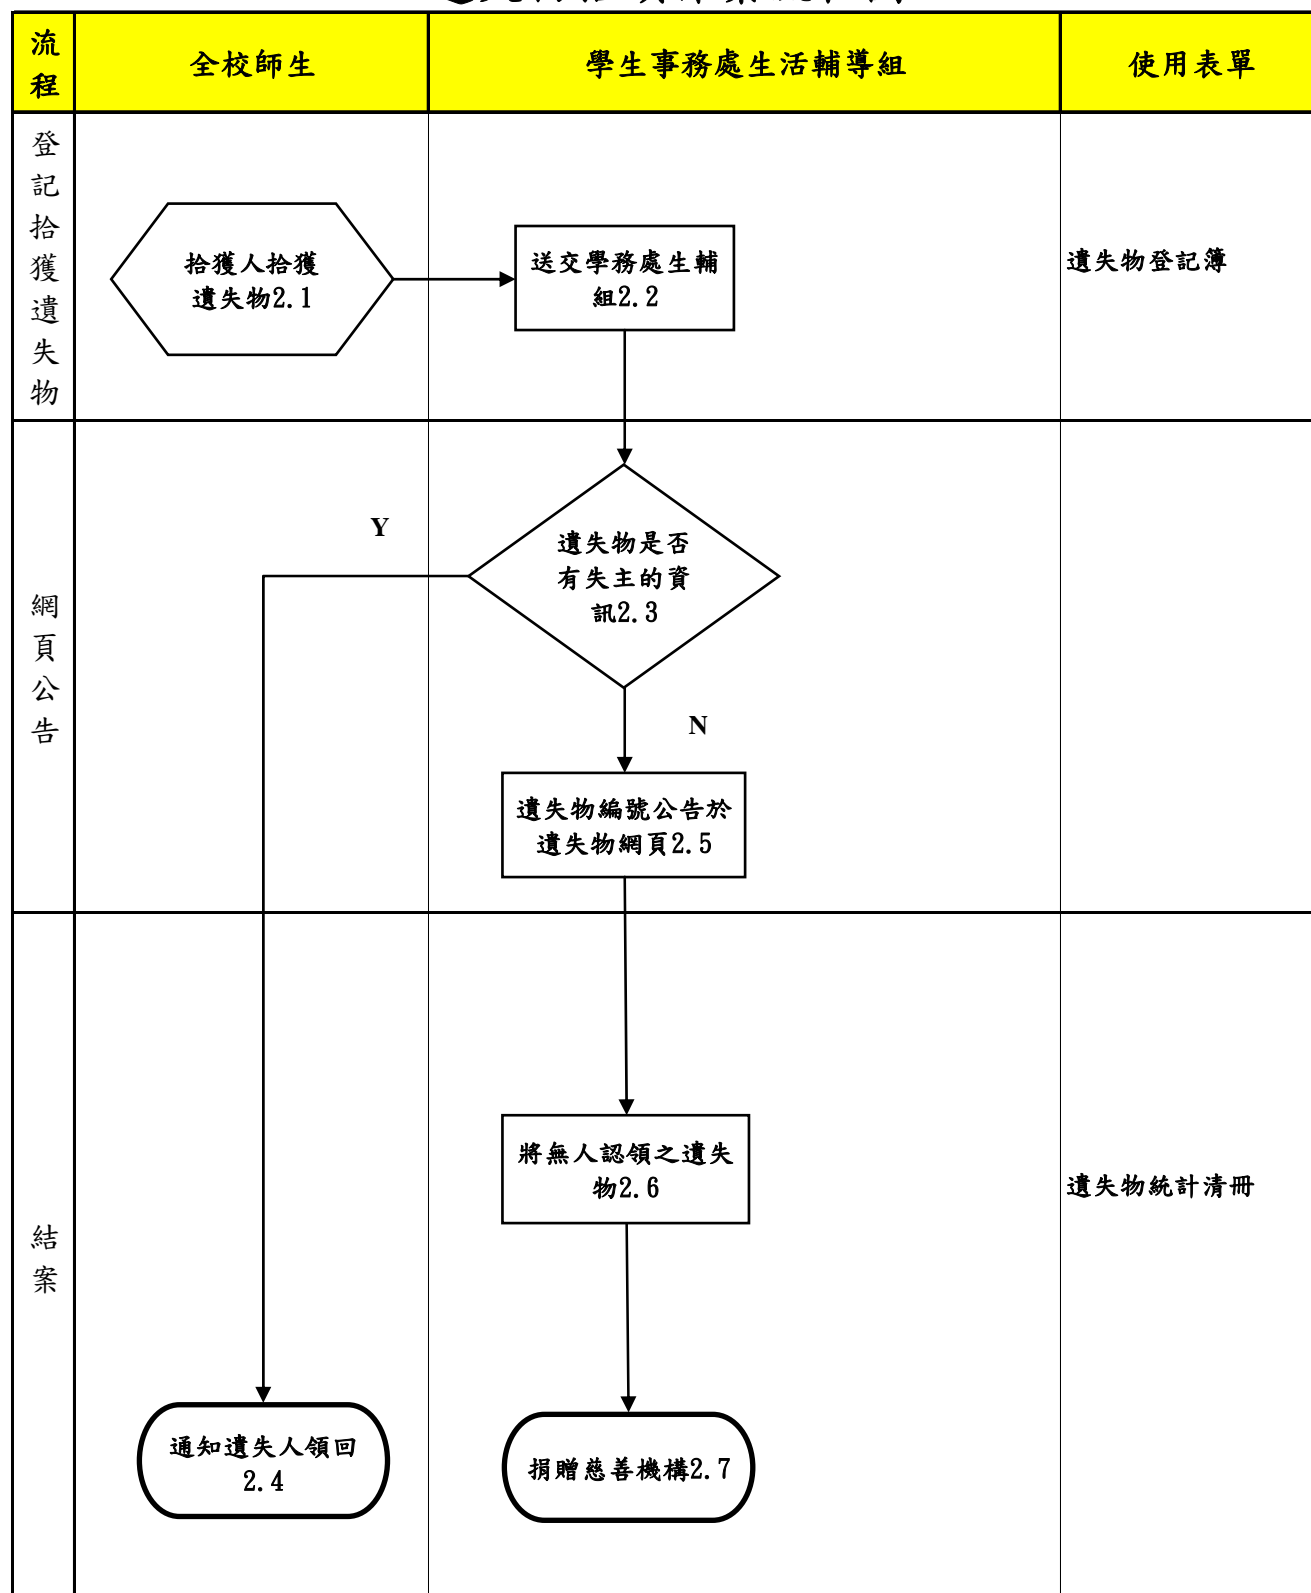 流
程
全校師生
學生事務處生活輔導組
使用表單
登
記
拾
獲
遺
失
物
拾獲人拾獲
遺失物2.1
送交學務處生輔
組2.2
遺失物登記簿
網
頁
公
告
Y
遺失物是否
有失主的資
訊2.3
N
遺失物編號公告於
遺失物網頁2.5
結
案
將無人認領之遺失
物2.6
遺失物統計清冊
通知遺失人領回
2.4
捐贈慈善機構2.7